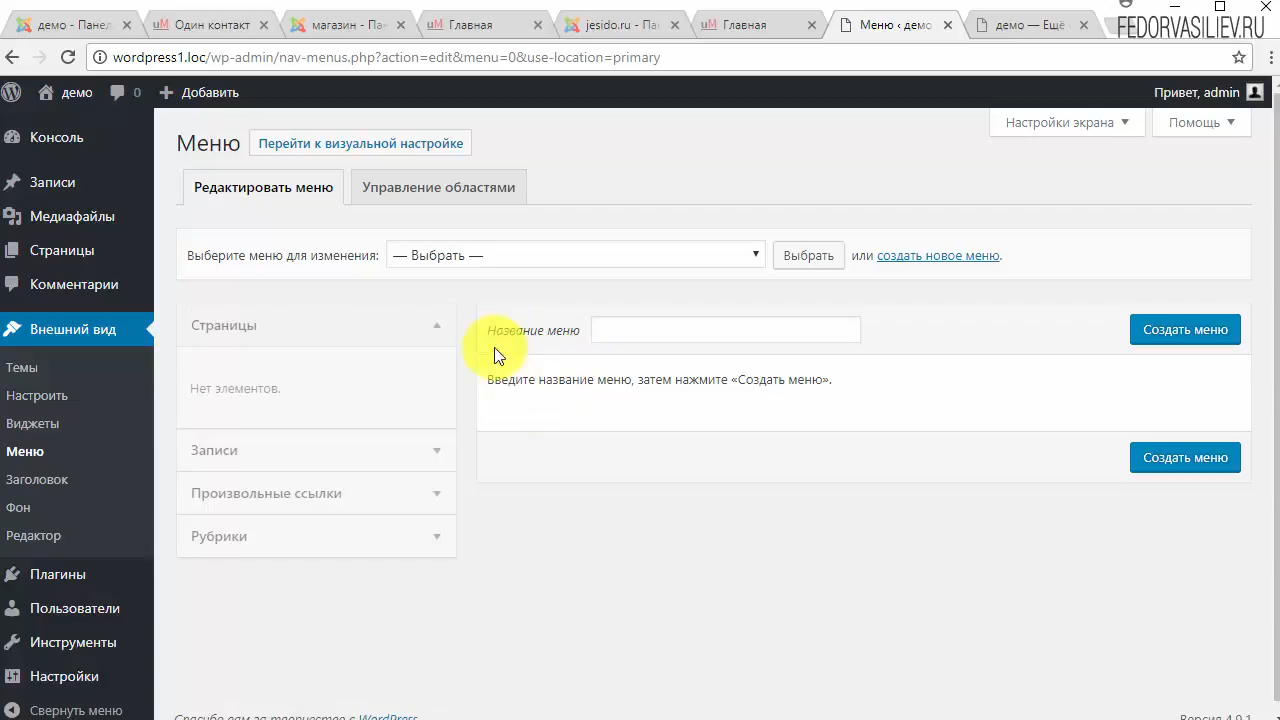 демо - Панель
Один контакт
магазин - Пан
Главная
jesido.ru - Па
Главная
Меню ‹ демо
демо — Ещё
FEDORVASILIEV.RU
wordpress1.loc/wp-admin/nav-menus.php?action=edit&menu=0&use-location=primary
демо 0 Добавить Привет, admin
Консоль
Записи
Медиафайлы
Страницы
Комментарии
Внешний вид
Темы
Настроить
Виджеты
Меню
Заголовок
Фон
Редактор
Плагины
Пользователи
Инструменты
Настройки
Свернуть меню
Настройки экрана Помощь
Меню Перейти к визуальной настройке
Редактировать меню Управление областями
Выберите меню для изменения: — Выбрать — Выбрать или создать новое меню.
Страницы
Нет элементов.
Записи
Произвольные ссылки
Рубрики
Название меню Создать меню
Введите название меню, затем нажмите «Создать меню».
Создать меню
Спасибо вам за творчество с WordPress. Версия 4.9.1